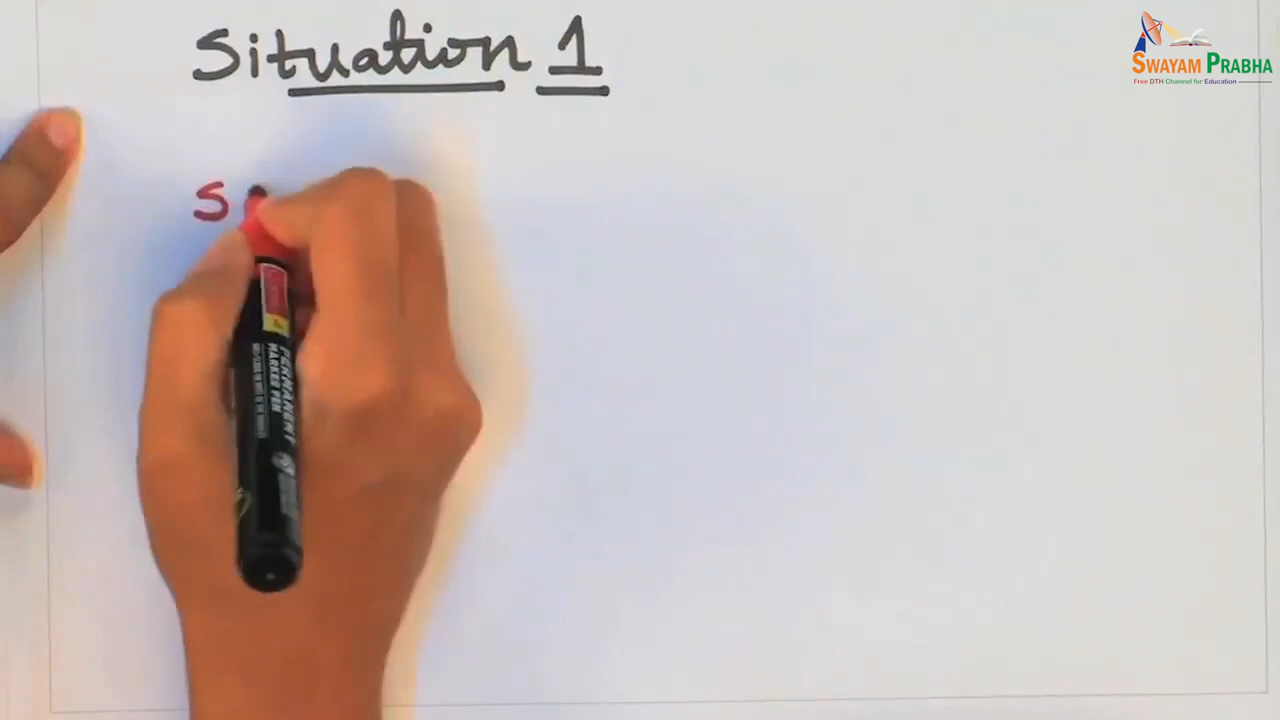 Situation 1
S
SWAYAM PRABHA
Free DTH Channel for Education
PERMANENT
MARKER PEN